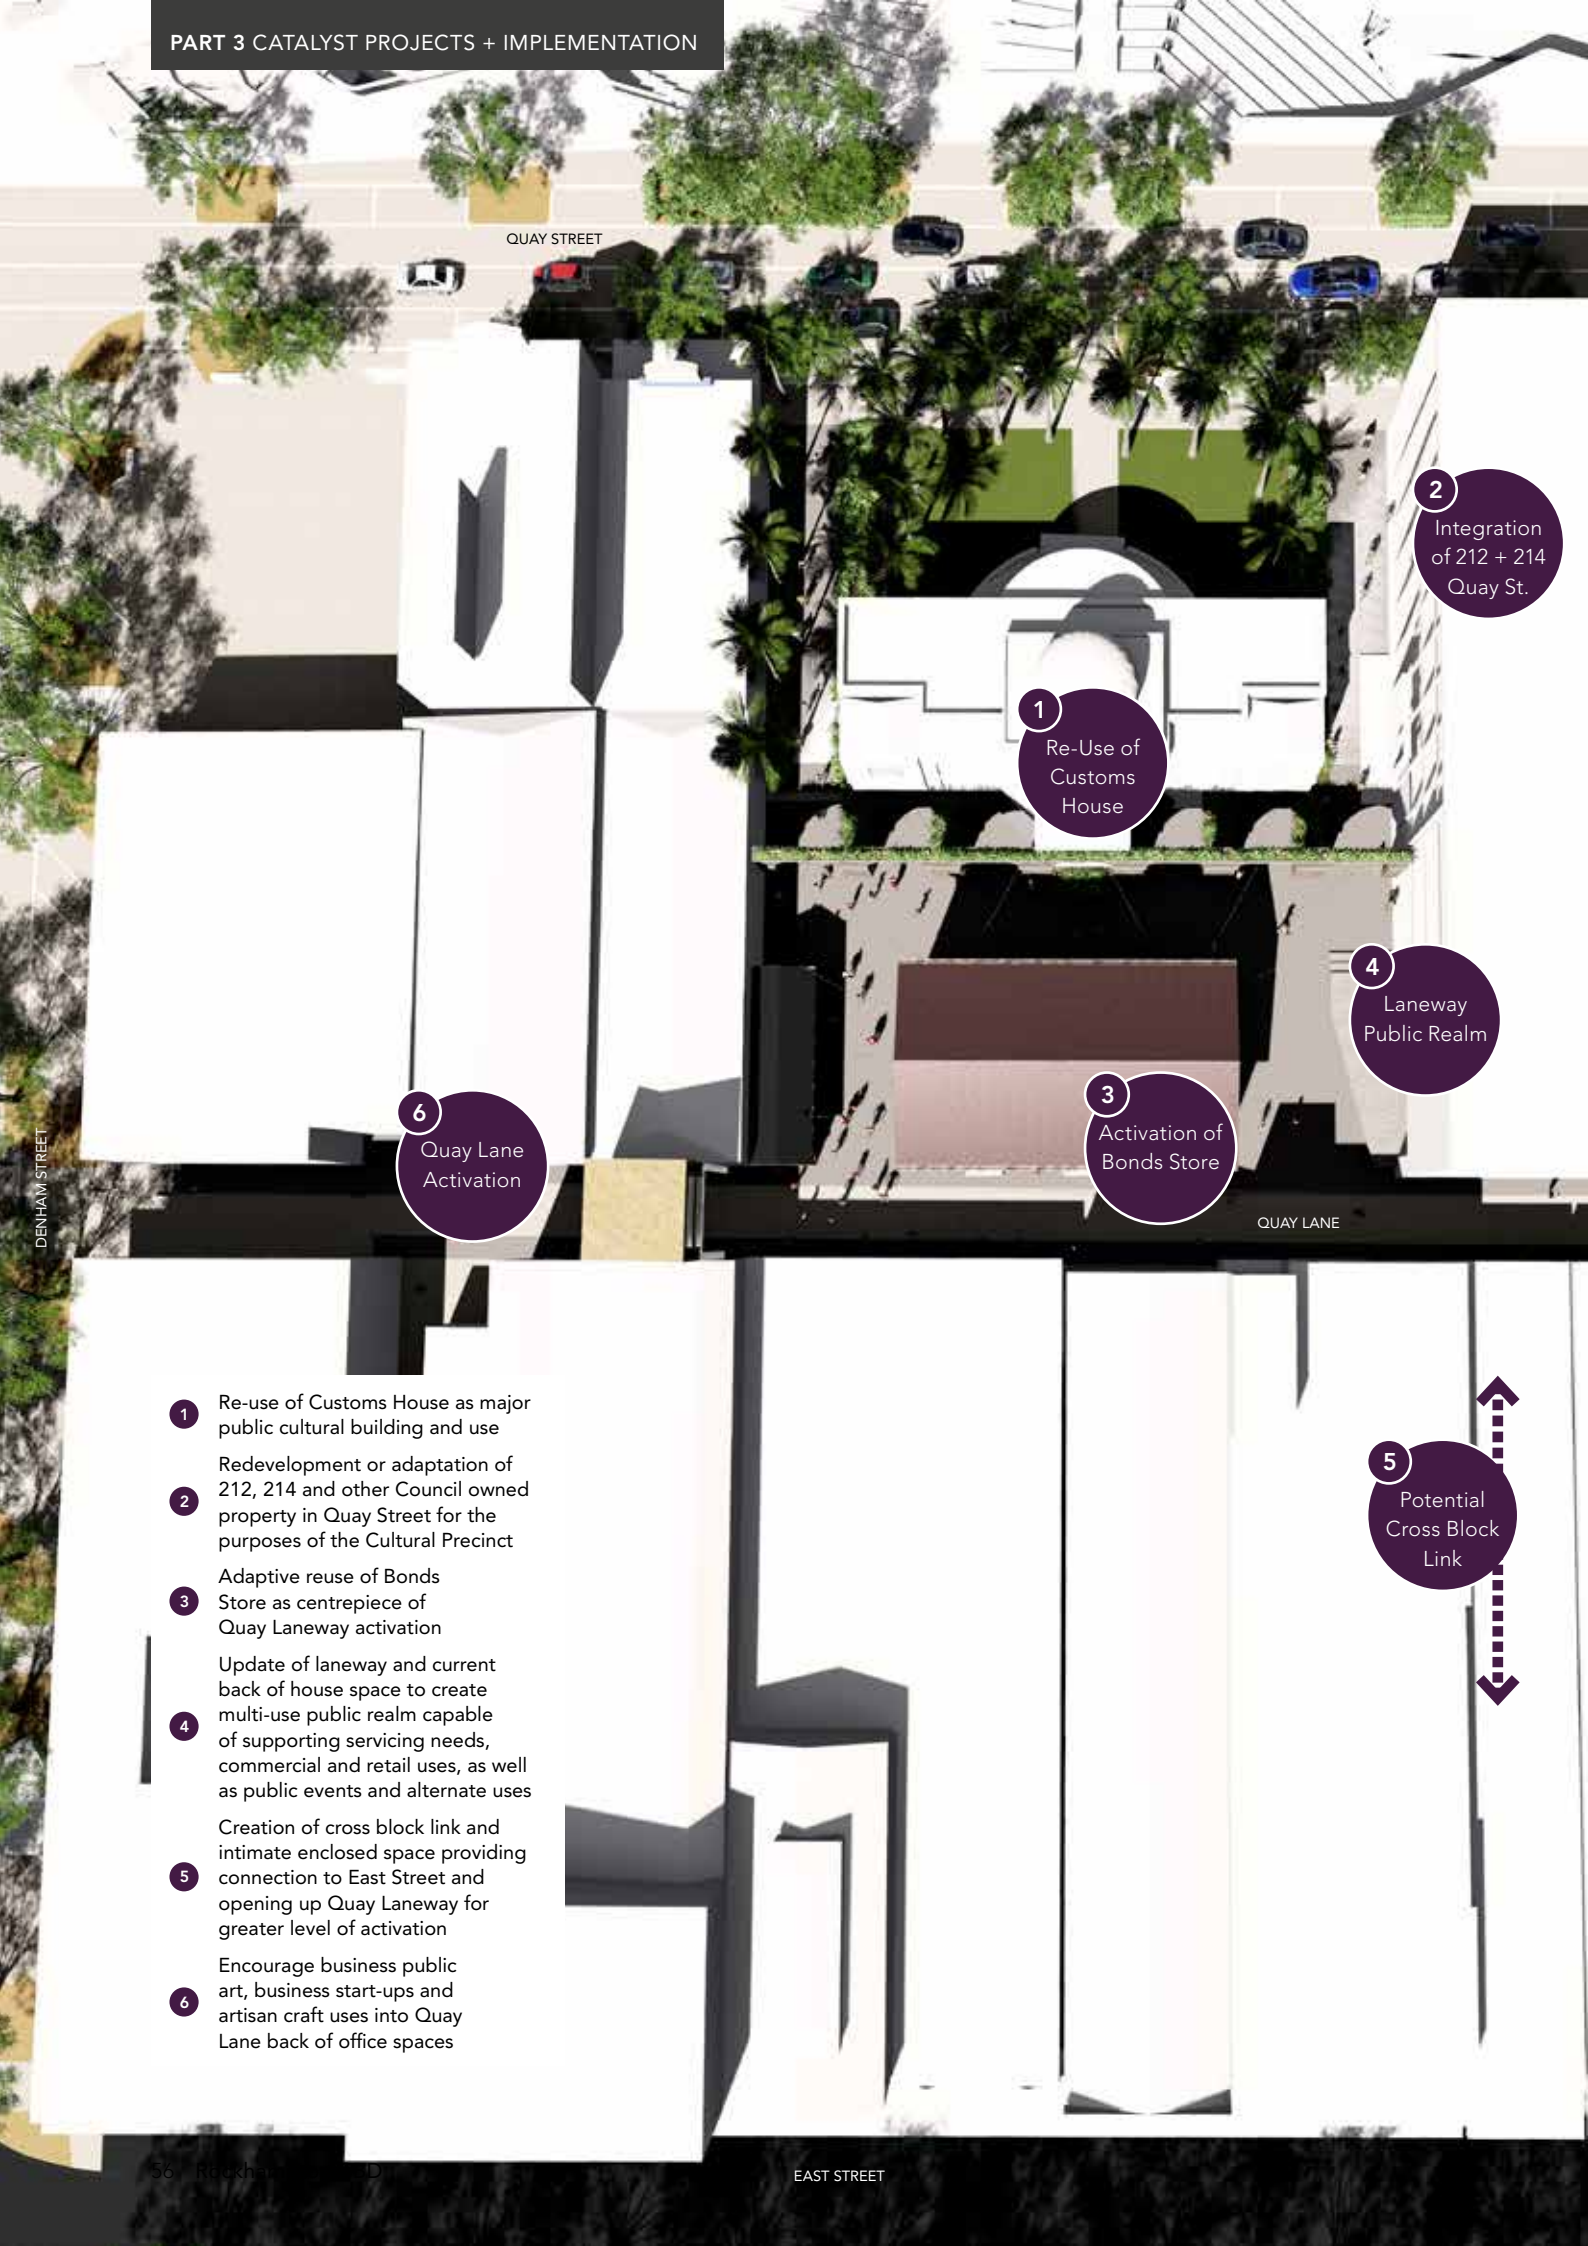 PART 3 CATALYST PROJECTS + IMPLEMENTATION
QUAY STREET
2
Integration
of 212 + 214
Quay St.
1
Re-Use of
Customs
House
4
Laneway
Public Realm
3
Activation of
Bonds Store
6
Quay Lane
Activation
DENHAM STREET
QUAY LANE
5
Potential
Cross Block
Link
1
Re-use of Customs House as major
public cultural building and use
2
Redevelopment or adaptation of
212, 214 and other Council owned
property in Quay Street for the
purposes of the Cultural Precinct
3
Adaptive reuse of Bonds
Store as centrepiece of
Quay Laneway activation
4
Update of laneway and current
back of house space to create
multi-use public realm capable
of supporting servicing needs,
commercial and retail uses, as well
as public events and alternate uses
5
Creation of cross block link and
intimate enclosed space providing
connection to East Street and
opening up Quay Laneway for
greater level of activation
6
Encourage business public
art, business start-ups and
artisan craft uses into Quay
Lane back of office spaces
56
EAST STREET